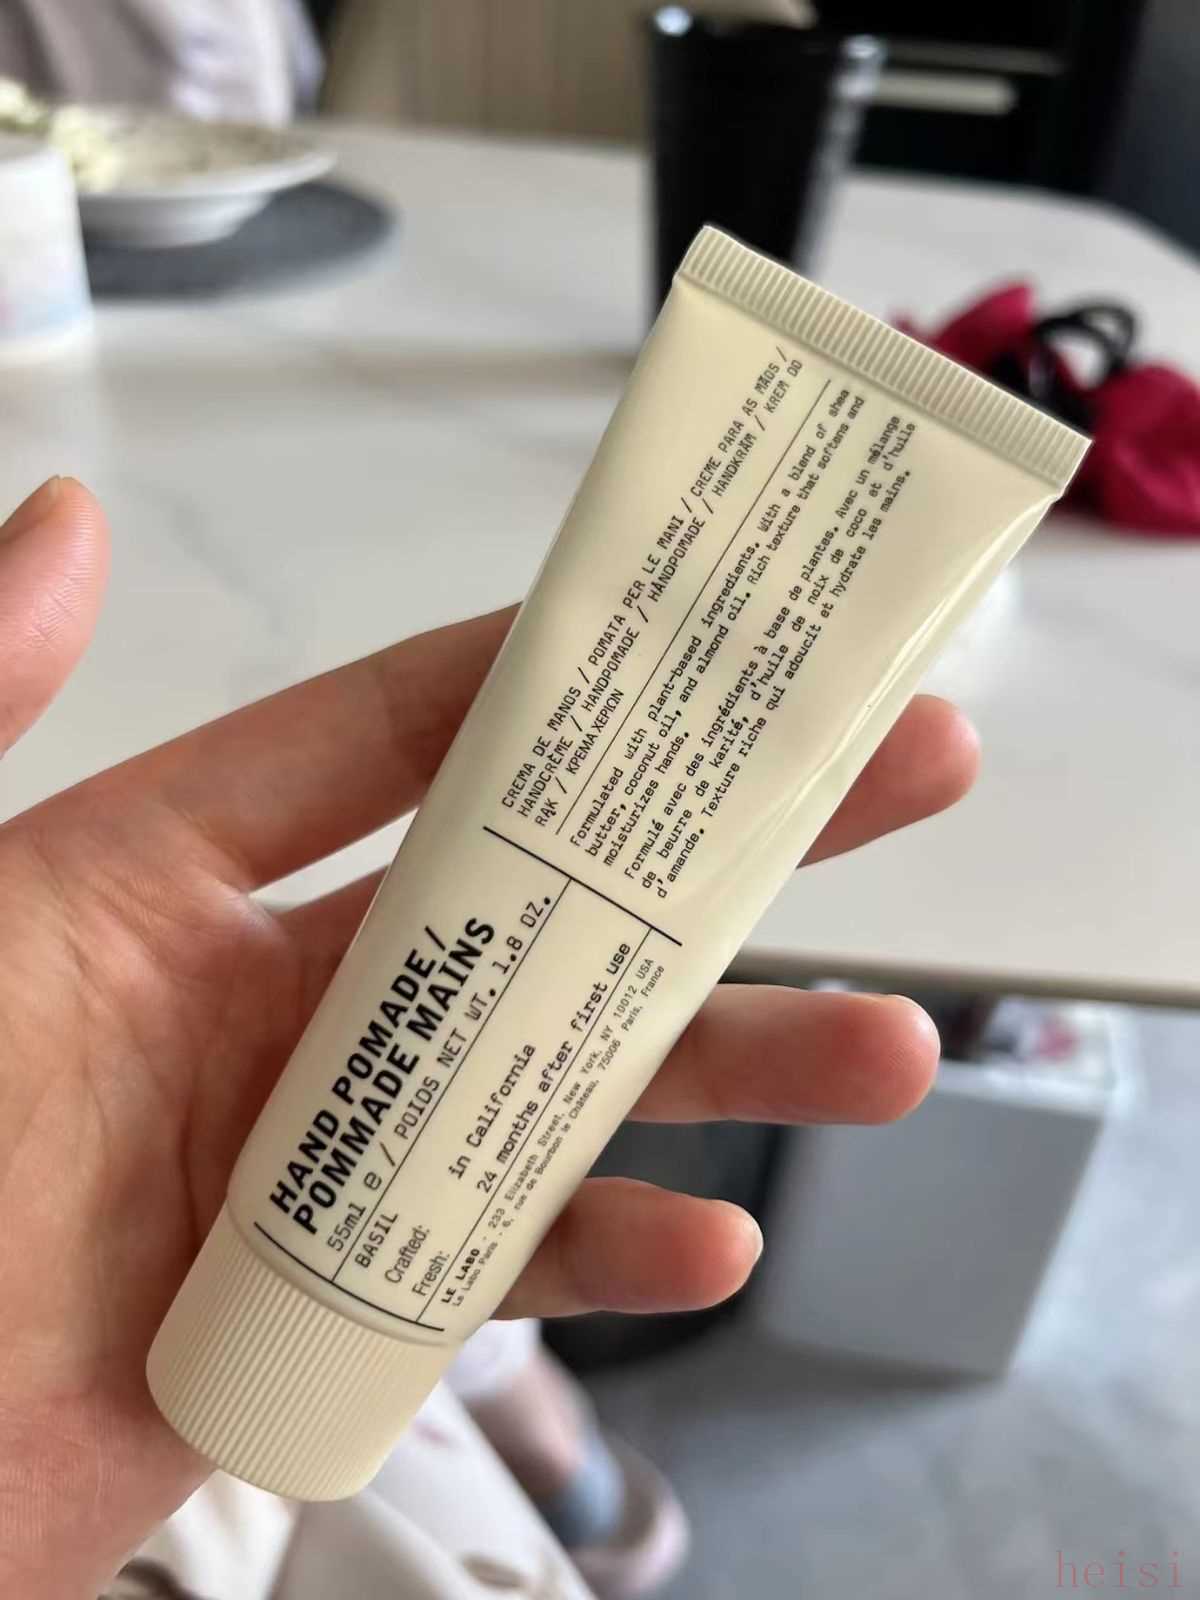 CREMA DE MANOS / POMATA PER LE MANI / CREME PARA AS MÃOS /
HANDCRÈME / HANDPOMADE / HÅNDPOMADE / HANDKRÄM / KREM DO
RĄK / ΚΡΕΜΑ ΧΕΡΙΩΝ
Formulated with plant-based ingredients. With a blend of shea
butter, coconut oil, and almond oil. Rich texture that softens and
moisturizes hands.
Formulé avec des ingrédients à base de plantes. Avec un mélange
de beurre de karité, d'huile de noix de coco et d'huile
d'amande. Texture riche qui adoucit et hydrate les mains.
HAND POMADE /
POMMADE MAINS
55ml e / POIDS NET WT. 1.8 OZ.
BASIL
Crafted: in California
Fresh: 24 months after first use
LE LABO - 233 Elizabeth Street, New York, NY 10012 USA
Le Labo Paris - 6, rue de Bourbon le Château, 75006 Paris, France
heisi